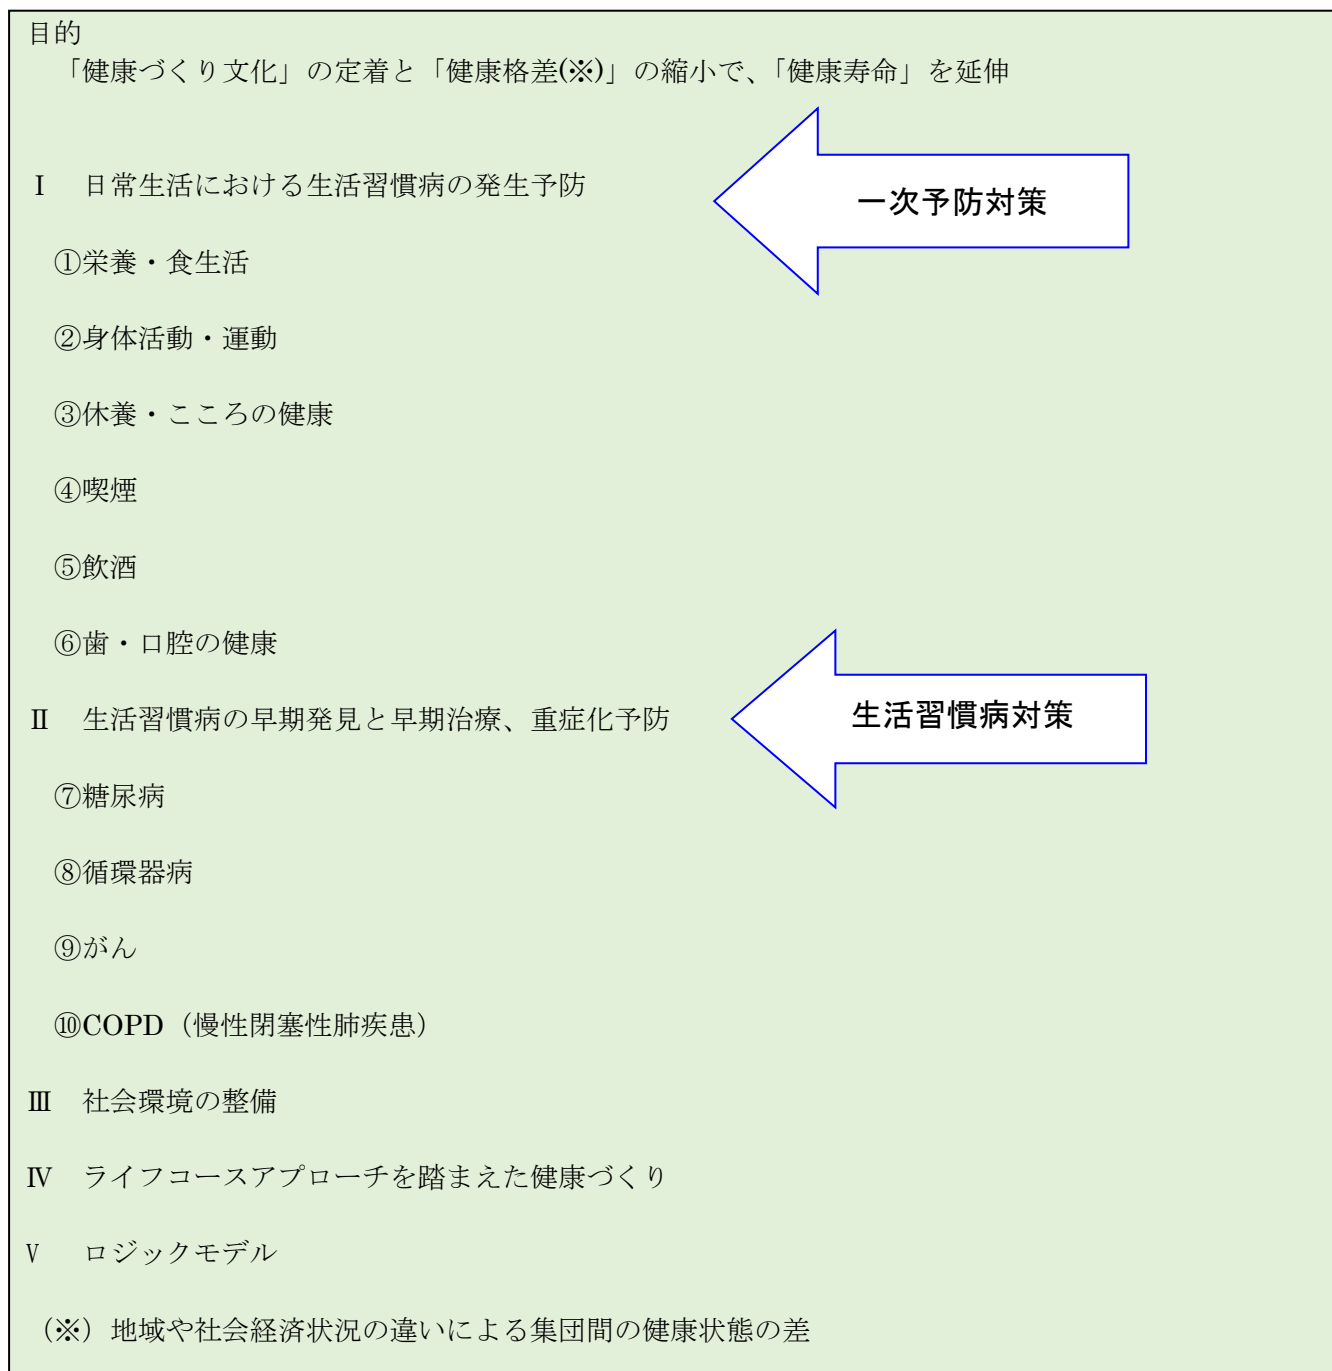 目的
「健康づくり文化」の定着と「健康格差(※)」の縮小で、「健康寿命」を延伸
Ⅰ　日常生活における生活習慣病の発生予防
一次予防対策
①栄養・食生活
②身体活動・運動
③休養・こころの健康
④喫煙
⑤飲酒
⑥歯・口腔の健康
Ⅱ　生活習慣病の早期発見と早期治療、重症化予防
生活習慣病対策
⑦糖尿病
⑧循環器病
⑨がん
⑩COPD（慢性閉塞性肺疾患）
Ⅲ　社会環境の整備
Ⅳ　ライフコースアプローチを踏まえた健康づくり
Ⅴ　ロジックモデル
（※）地域や社会経済状況の違いによる集団間の健康状態の差